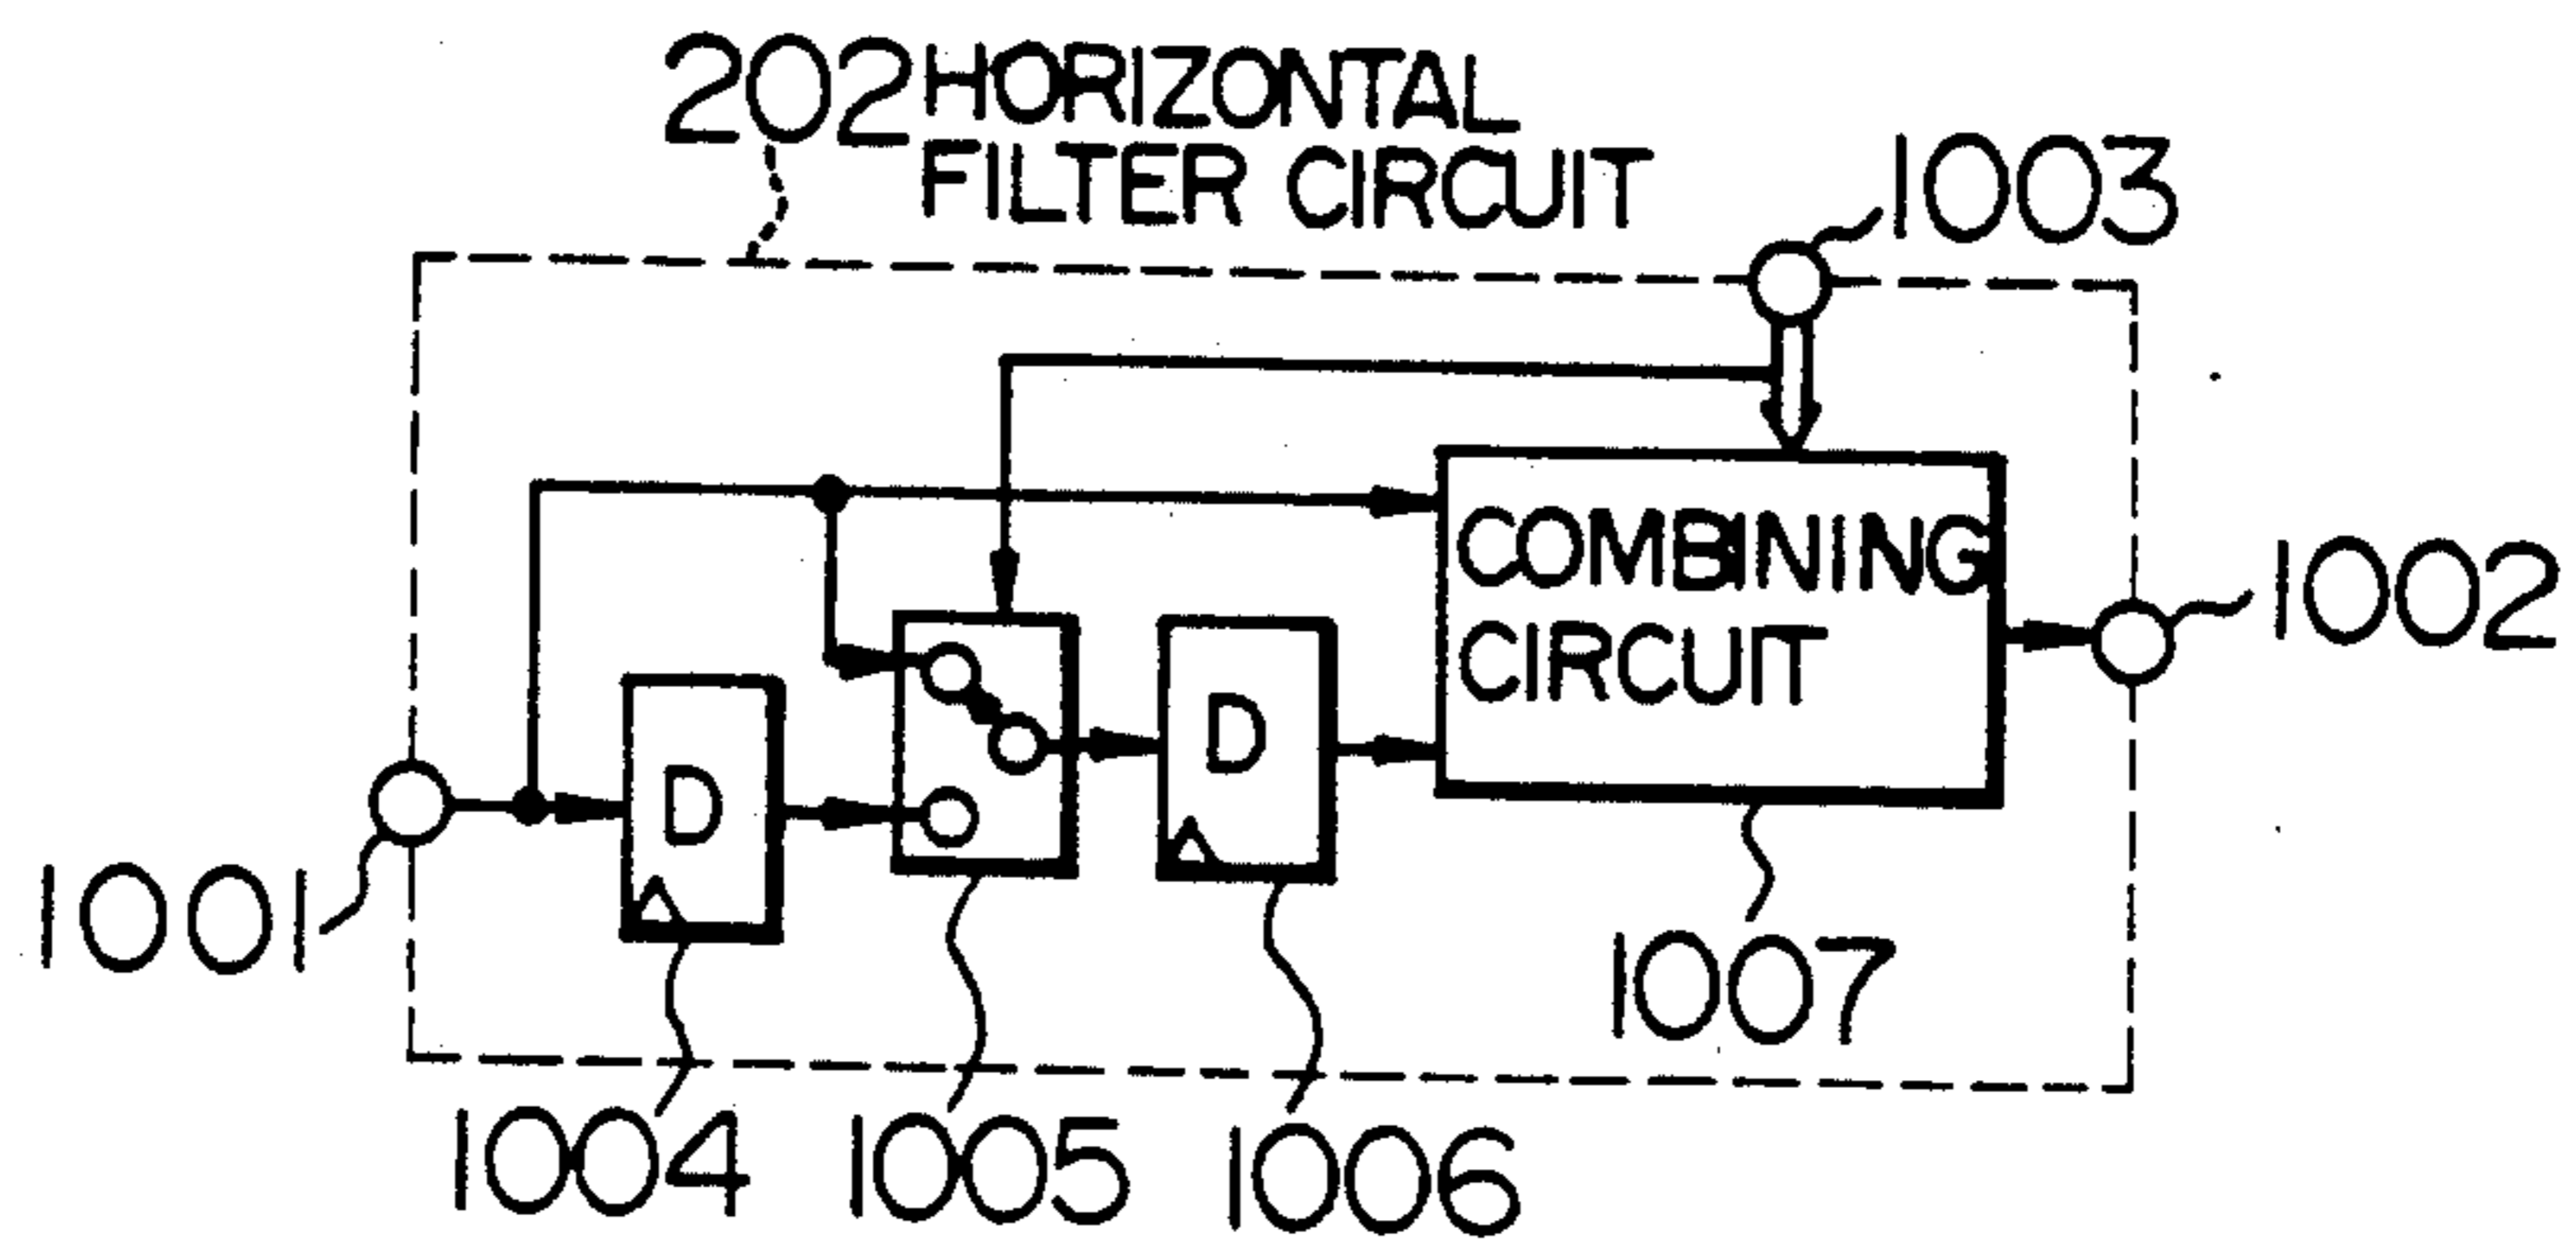 202 HORIZONTAL
FILTER CIRCUIT
1003
COMBINING
CIRCUIT
1002
D
D
1001
1007
1004
1005
1006